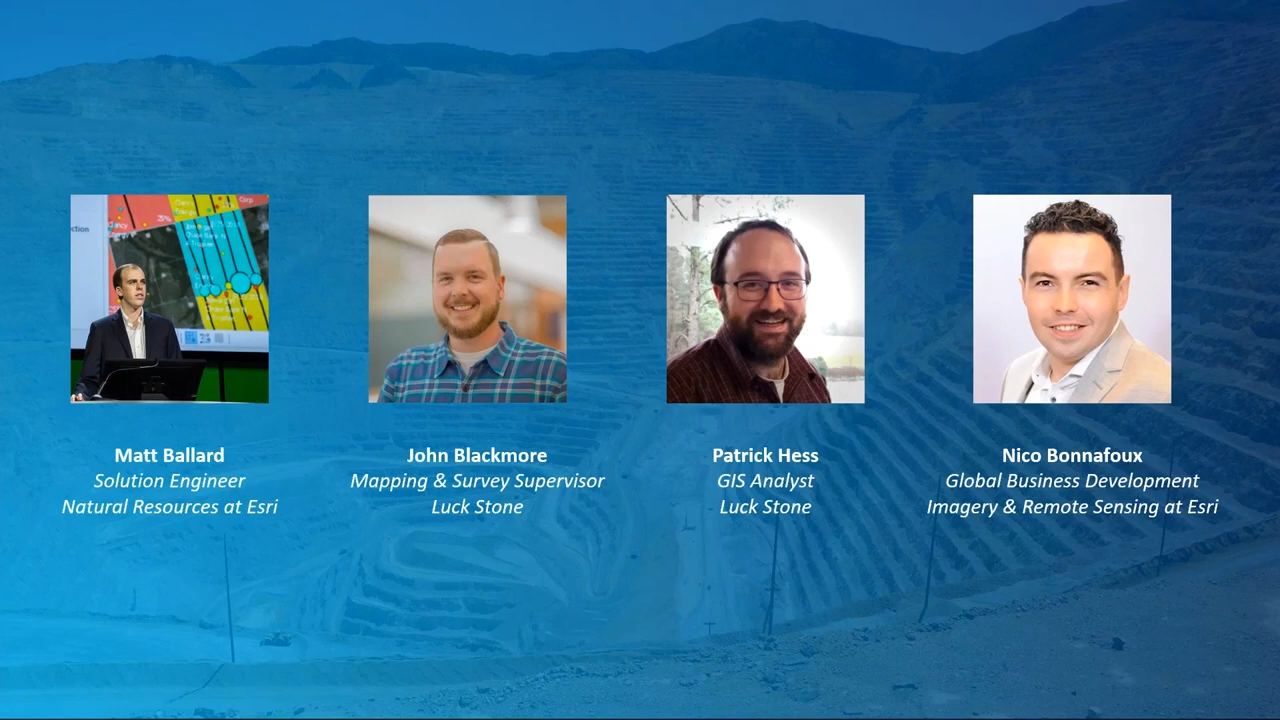 Matt Ballard
Solution Engineer
Natural Resources at Esri
John Blackmore
Mapping & Survey Supervisor
Luck Stone
Patrick Hess
GIS Analyst
Luck Stone
Nico Bonnafoux
Global Business Development
Imagery & Remote Sensing at Esri